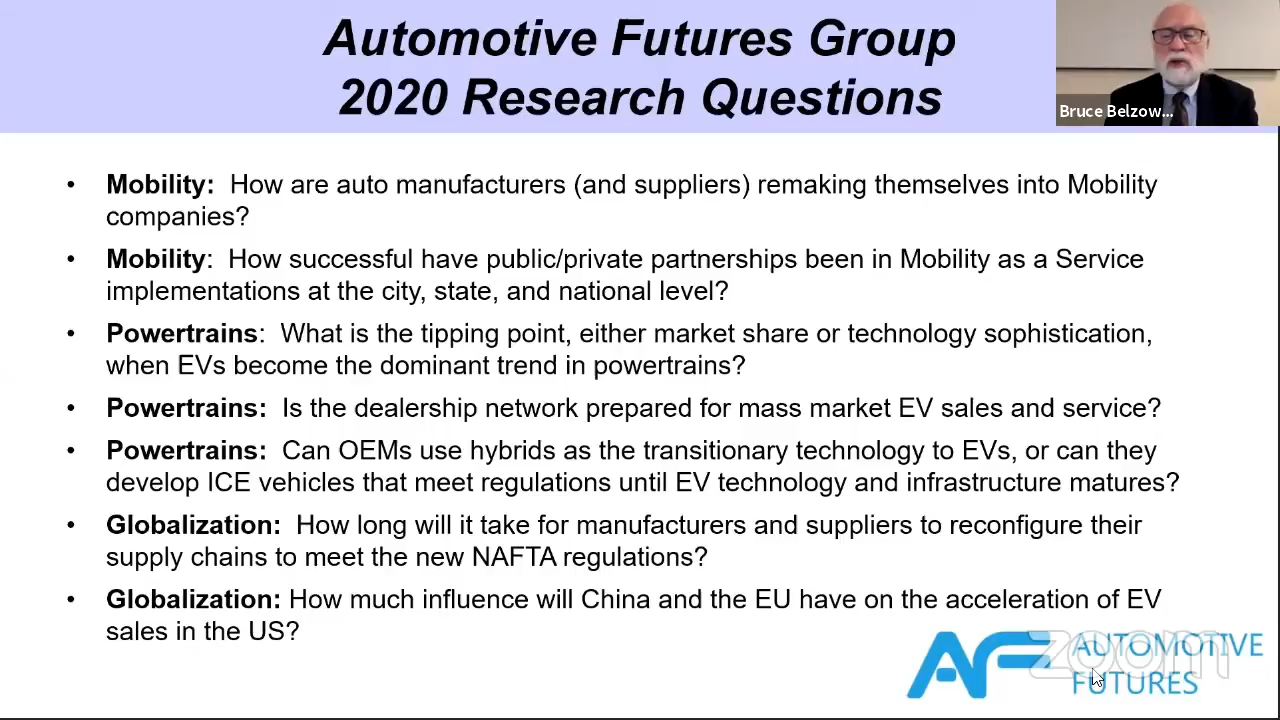 Automotive Futures Group
2020 Research Questions
Bruce Belzow...
• Mobility: How are auto manufacturers (and suppliers) remaking themselves into Mobility
companies?
• Mobility: How successful have public/private partnerships been in Mobility as a Service
implementations at the city, state, and national level?
• Powertrains: What is the tipping point, either market share or technology sophistication,
when EVs become the dominant trend in powertrains?
• Powertrains: Is the dealership network prepared for mass market EV sales and service?
• Powertrains: Can OEMs use hybrids as the transitionary technology to EVs, or can they
develop ICE vehicles that meet regulations until EV technology and infrastructure matures?
• Globalization: How long will it take for manufacturers and suppliers to reconfigure their
supply chains to meet the new NAFTA regulations?
• Globalization: How much influence will China and the EU have on the acceleration of EV
sales in the US?
AF AUTOMOTIVE
FUTURES
zoom